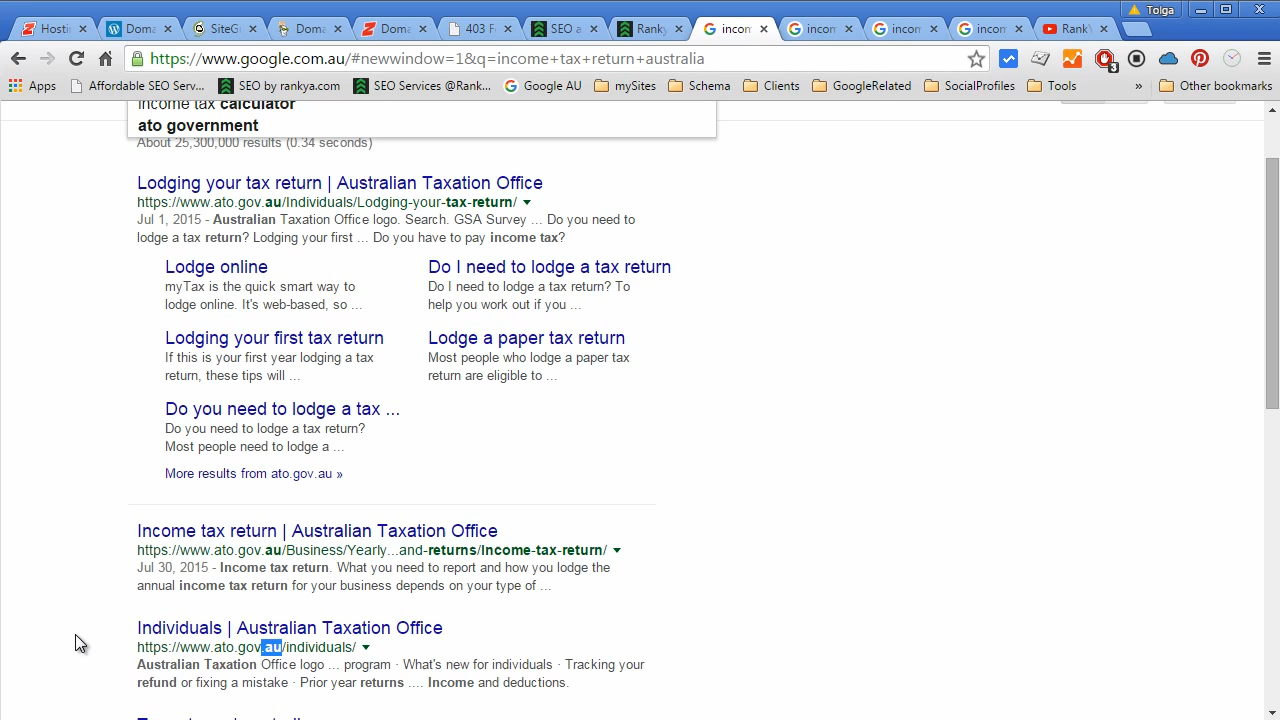 Tolga
Hostin
Doma
SiteG
Doma
Doma
403 F
SEO a
Ranky
incom
incom
incom
incom
RankY
https://www.google.com.au/#newwindow=1&q=income+tax+return+australia
3
Apps
Affordable SEO Serv...
SEO by rankya.com
SEO Services @Rank...
Google AU
mySites
Schema
Clients
GoogleRelated
SocialProfiles
Tools
»
Other bookmarks
income tax calculator
ato government
About 25,300,000 results (0.34 seconds)
Lodging your tax return | Australian Taxation Office
https://www.ato.gov.au/Individuals/Lodging-your-tax-return/
Jul 1, 2015 - Australian Taxation Office logo. Search. GSA Survey ... Do you need to
lodge a tax return? Lodging your first ... Do you have to pay income tax?
Lodge online
myTax is the quick smart way to
lodge online. It's web-based, so ...
Do I need to lodge a tax return
Do I need to lodge a tax return? To
help you work out if you ...
Lodging your first tax return
If this is your first year lodging a tax
return, these tips will ...
Lodge a paper tax return
Most people who lodge a paper tax
return are eligible to ...
Do you need to lodge a tax ...
Do you need to lodge a tax return?
Most people need to lodge a ...
More results from ato.gov.au »
Income tax return | Australian Taxation Office
https://www.ato.gov.au/Business/Yearly...and-returns/Income-tax-return/
Jul 30, 2015 - Income tax return. What you need to report and how you lodge the
annual income tax return for your business depends on your type of ...
Individuals | Australian Taxation Office
https://www.ato.gov.au/individuals/
Australian Taxation Office logo ... program · What's new for individuals · Tracking your
refund or fixing a mistake · Prior year returns .... Income and deductions.